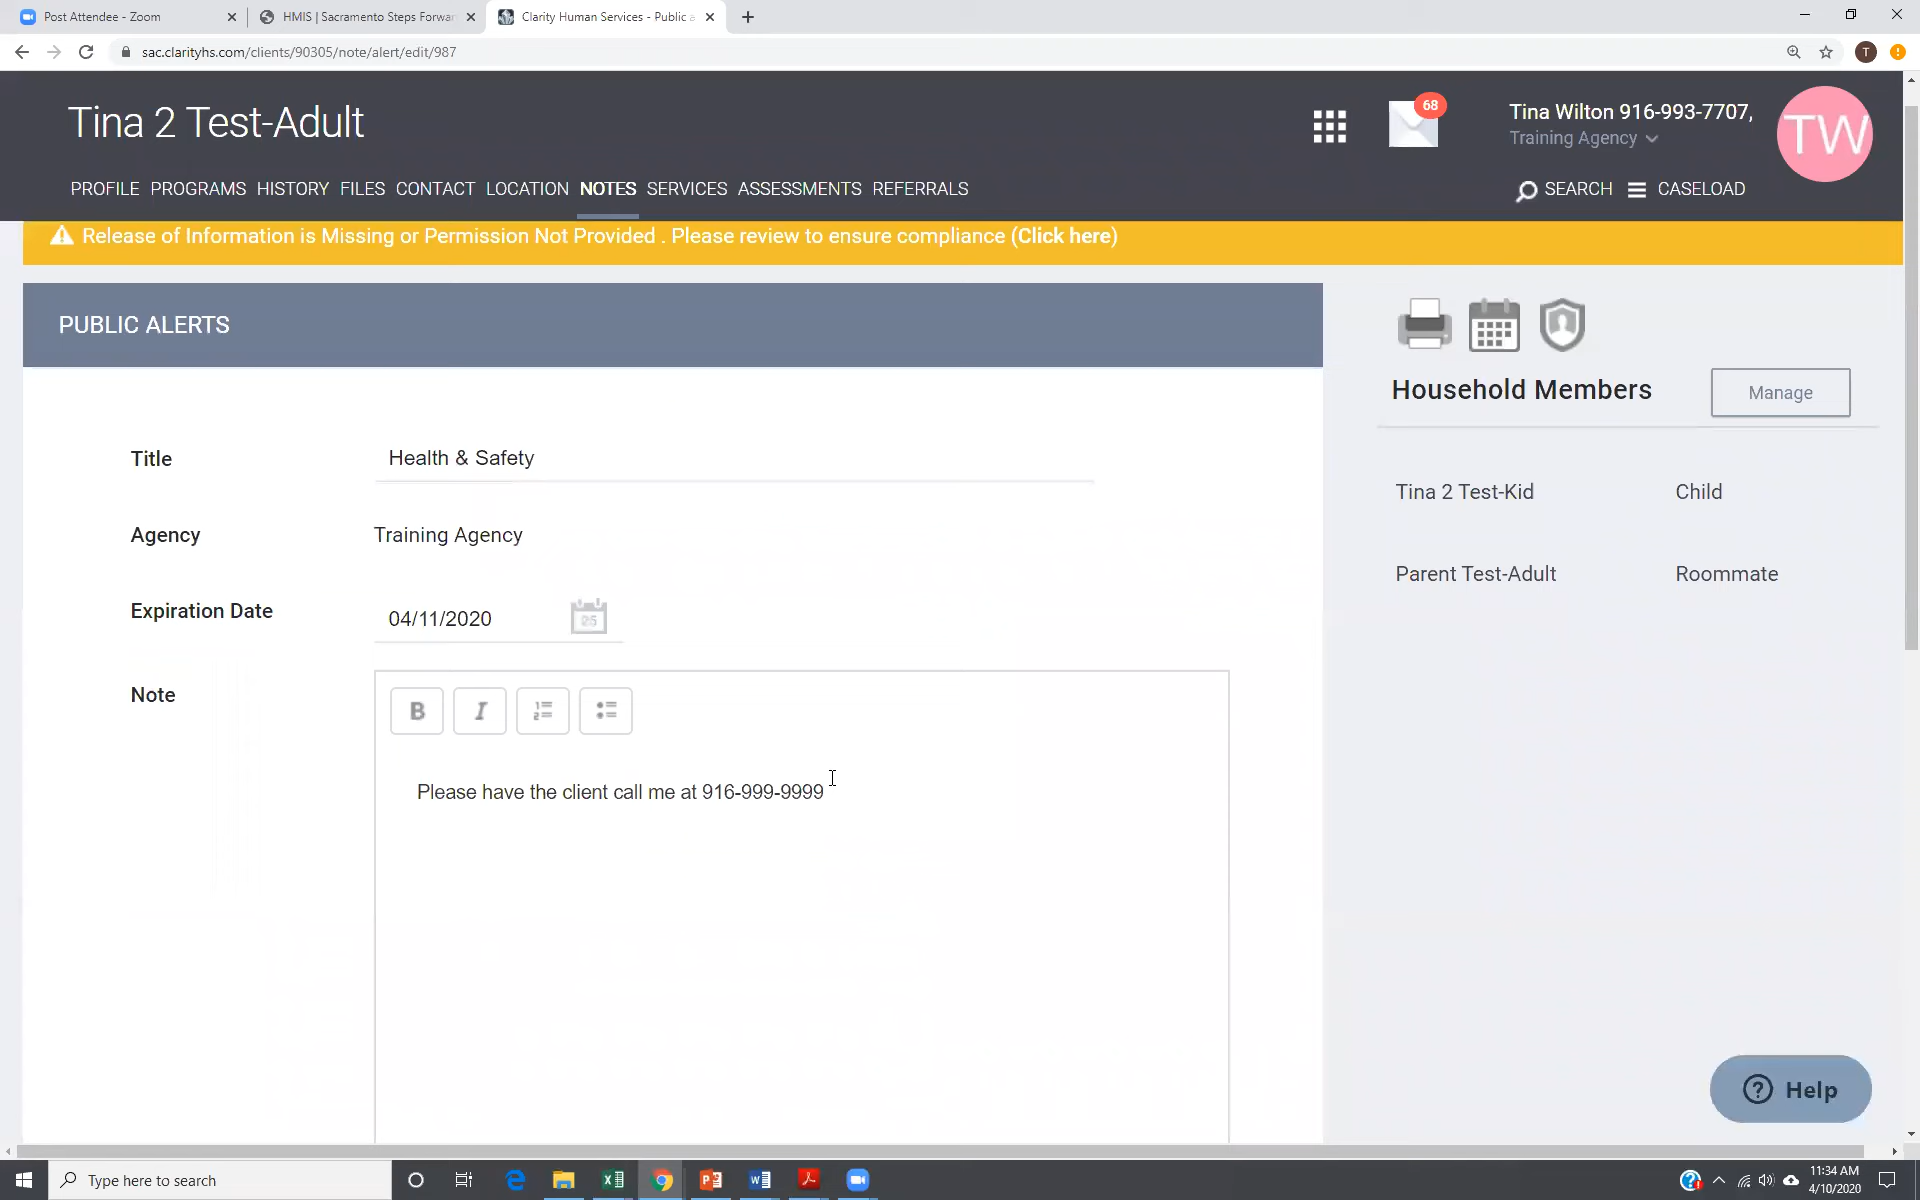 Post Attendee - Zoom
HMIS | Sacramento Steps Forwar
Clarity Human Services - Public a
sac.clarityhs.com/clients/90305/note/alert/edit/987
T
Tina 2 Test-Adult
68
Tina Wilton 916-993-7707,
Training Agency
TW
PROFILE PROGRAMS HISTORY FILES CONTACT LOCATION NOTES SERVICES ASSESSMENTS REFERRALS
SEARCH CASELOAD
Release of Information is Missing or Permission Not Provided . Please review to ensure compliance (Click here)
PUBLIC ALERTS
Title Health & Safety
Agency Training Agency
Expiration Date 04/11/2020
25
Note
B I
Please have the client call me at 916-999-9999
Household Members
Manage
Tina 2 Test-Kid Child
Parent Test-Adult Roommate
? Help
Type here to search
11:34 AM
4/10/2020